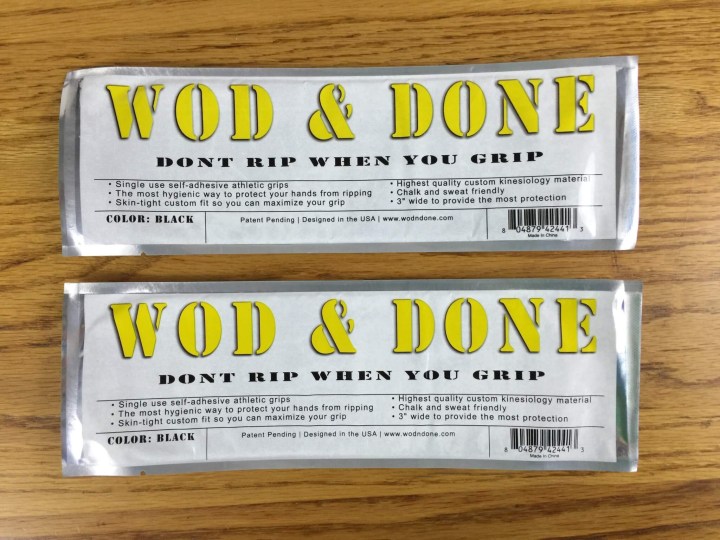 WOD & DONE
DONT RIP WHEN YOU GRIP
• Single use self-adhesive athletic grips
• The most hygienic way to protect your hands from ripping
• Skin-tight custom fit so you can maximize your grip
• Highest quality custom kinesiology material
• Chalk and sweat friendly
• 3" wide to provide the most protection
COLOR: BLACK
Patent Pending | Designed in the USA | www.wodndone.com
8 04879 42441 3
Made in China
WOD & DONE
DONT RIP WHEN YOU GRIP
• Single use self-adhesive athletic grips
• The most hygienic way to protect your hands from ripping
• Skin-tight custom fit so you can maximize your grip
• Highest quality custom kinesiology material
• Chalk and sweat friendly
• 3" wide to provide the most protection
COLOR: BLACK
Patent Pending | Designed in the USA | www.wodndone.com
8 04879 42441 3
Made in China